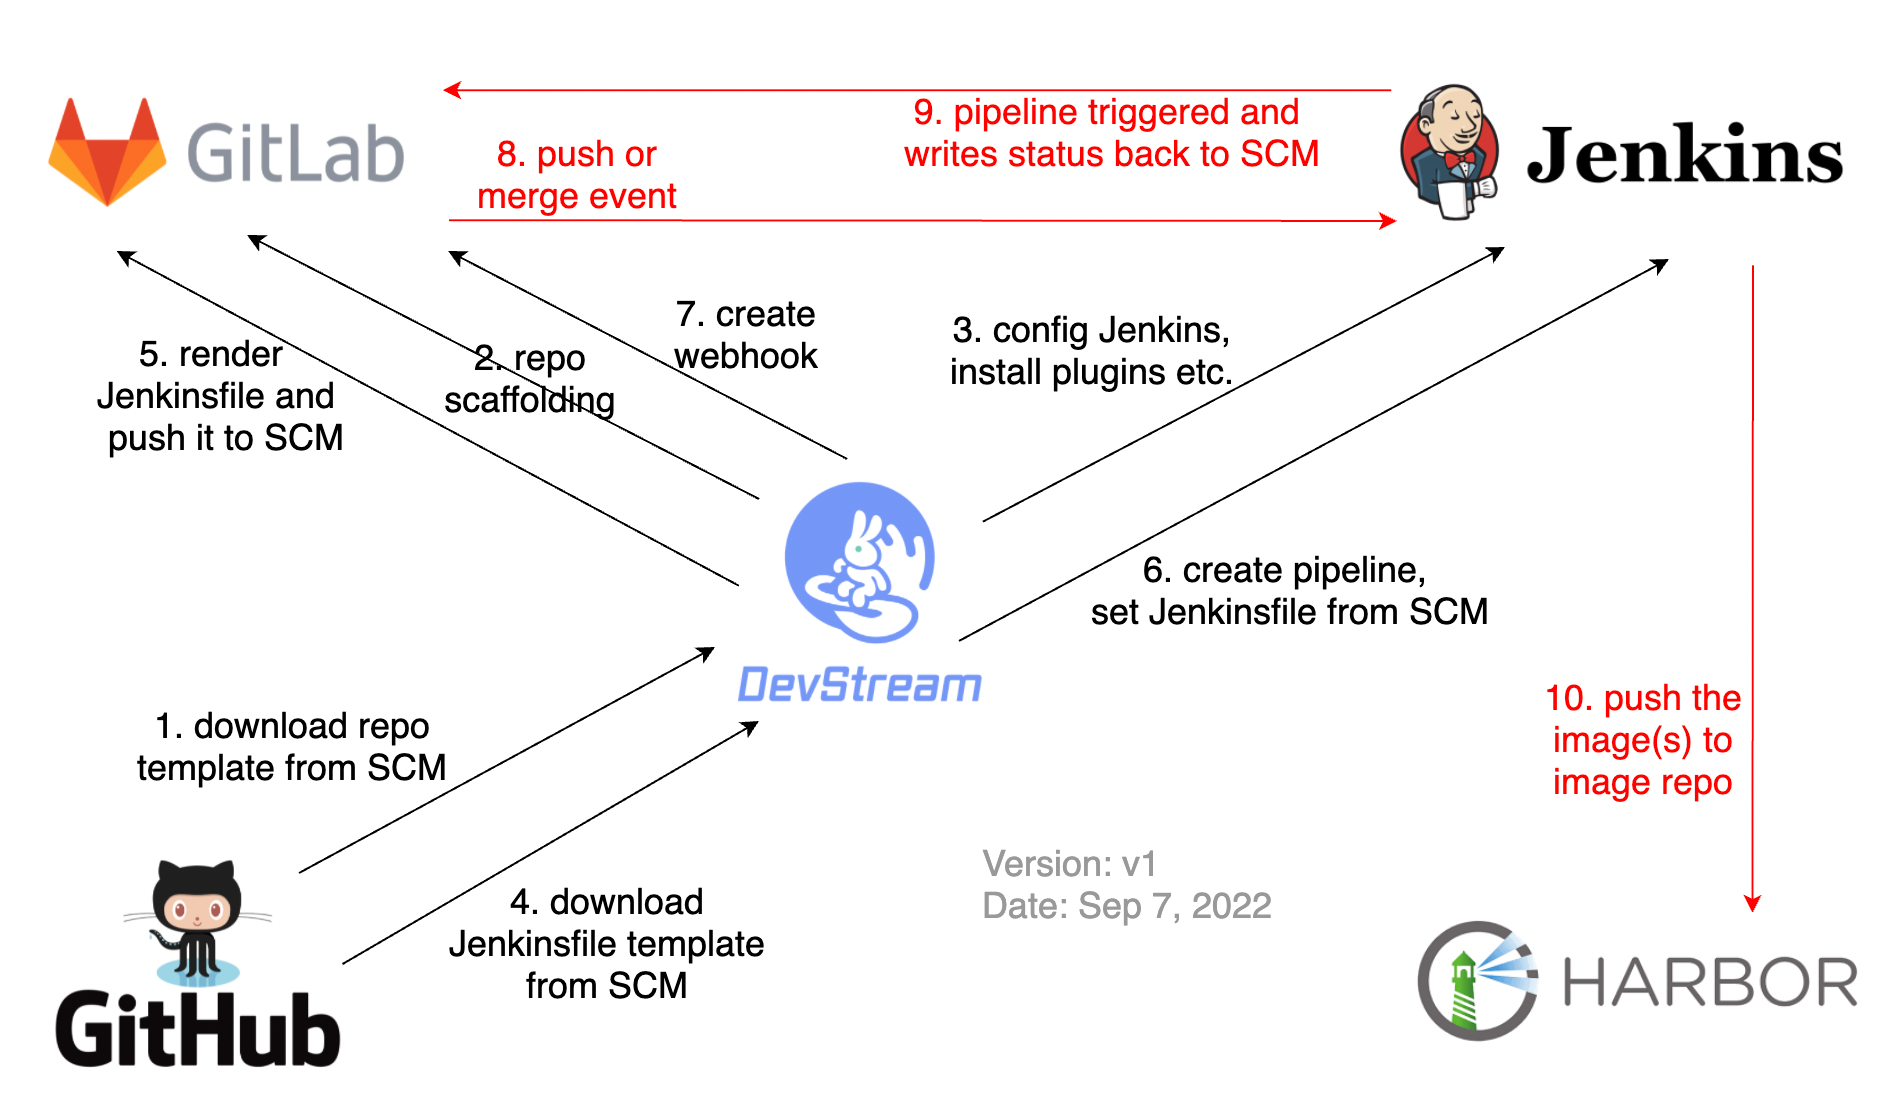 GitLab
8. push or
merge event
9. pipeline triggered and
writes status back to SCM
Jenkins
5. render
Jenkinsfile and
push it to SCM
2. repo
scaffolding
7. create
webhook
3. config Jenkins,
install plugins etc.
6. create pipeline,
set Jenkinsfile from SCM
DevStream
1. download repo
template from SCM
10. push the
image(s) to
image repo
4. download
Jenkinsfile template
from SCM
Version: v1
Date: Sep 7, 2022
GitHub
HARBOR